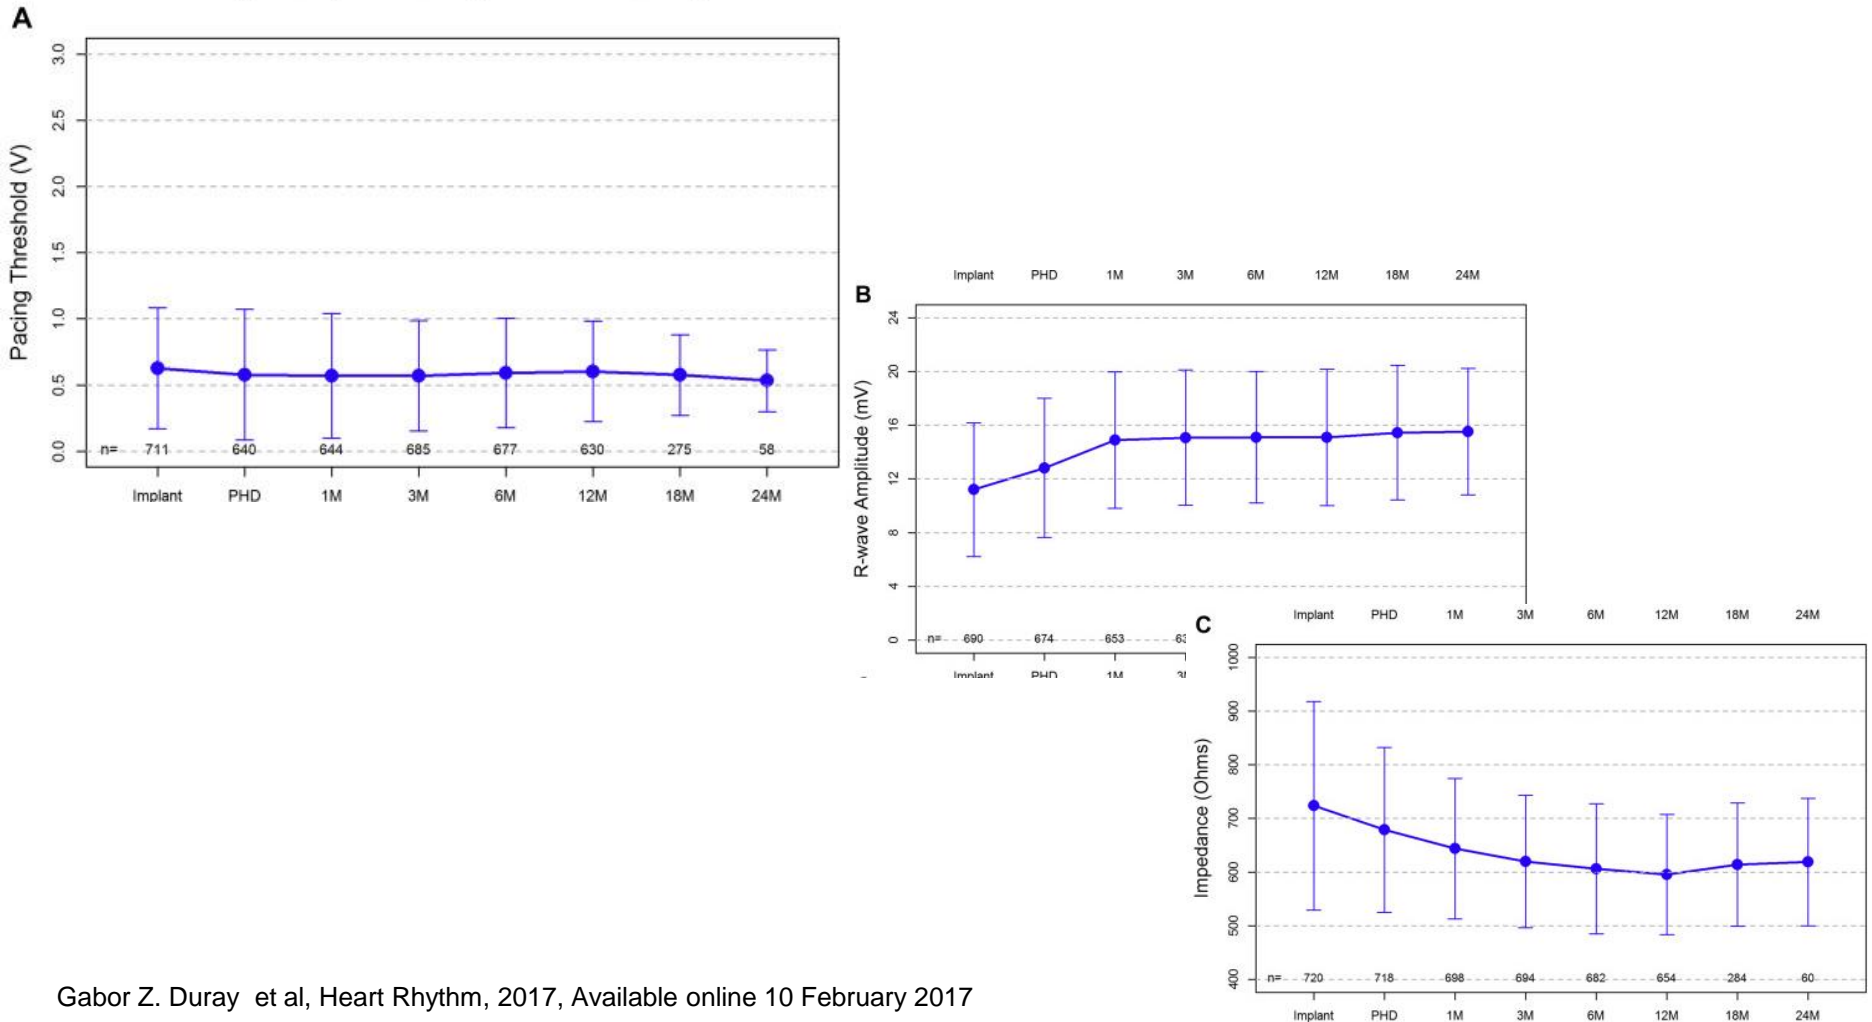 A
Pacing Threshold (V)
3.0
2.5
2.0
1.5
1.0
0.5
0.0
n= 711 640 644 685 677 630 275 58
Implant PHD 1M 3M 6M 12M 18M 24M
Implant PHD 1M 3M 6M 12M 18M 24M
B
R-wave Amplitude (mV)
24
20
16
12
8
4
0
n= 690 674 653
Implant PHD 1M
Implant PHD 1M 3M 6M 12M 18M 24M
C
Impedance (Ohms)
1000
900
800
700
600
500
400
n= 720 718 698 694 682 654 284 60
Implant PHD 1M 3M 6M 12M 18M 24M
Gabor Z. Duray et al, Heart Rhythm, 2017, Available online 10 February 2017